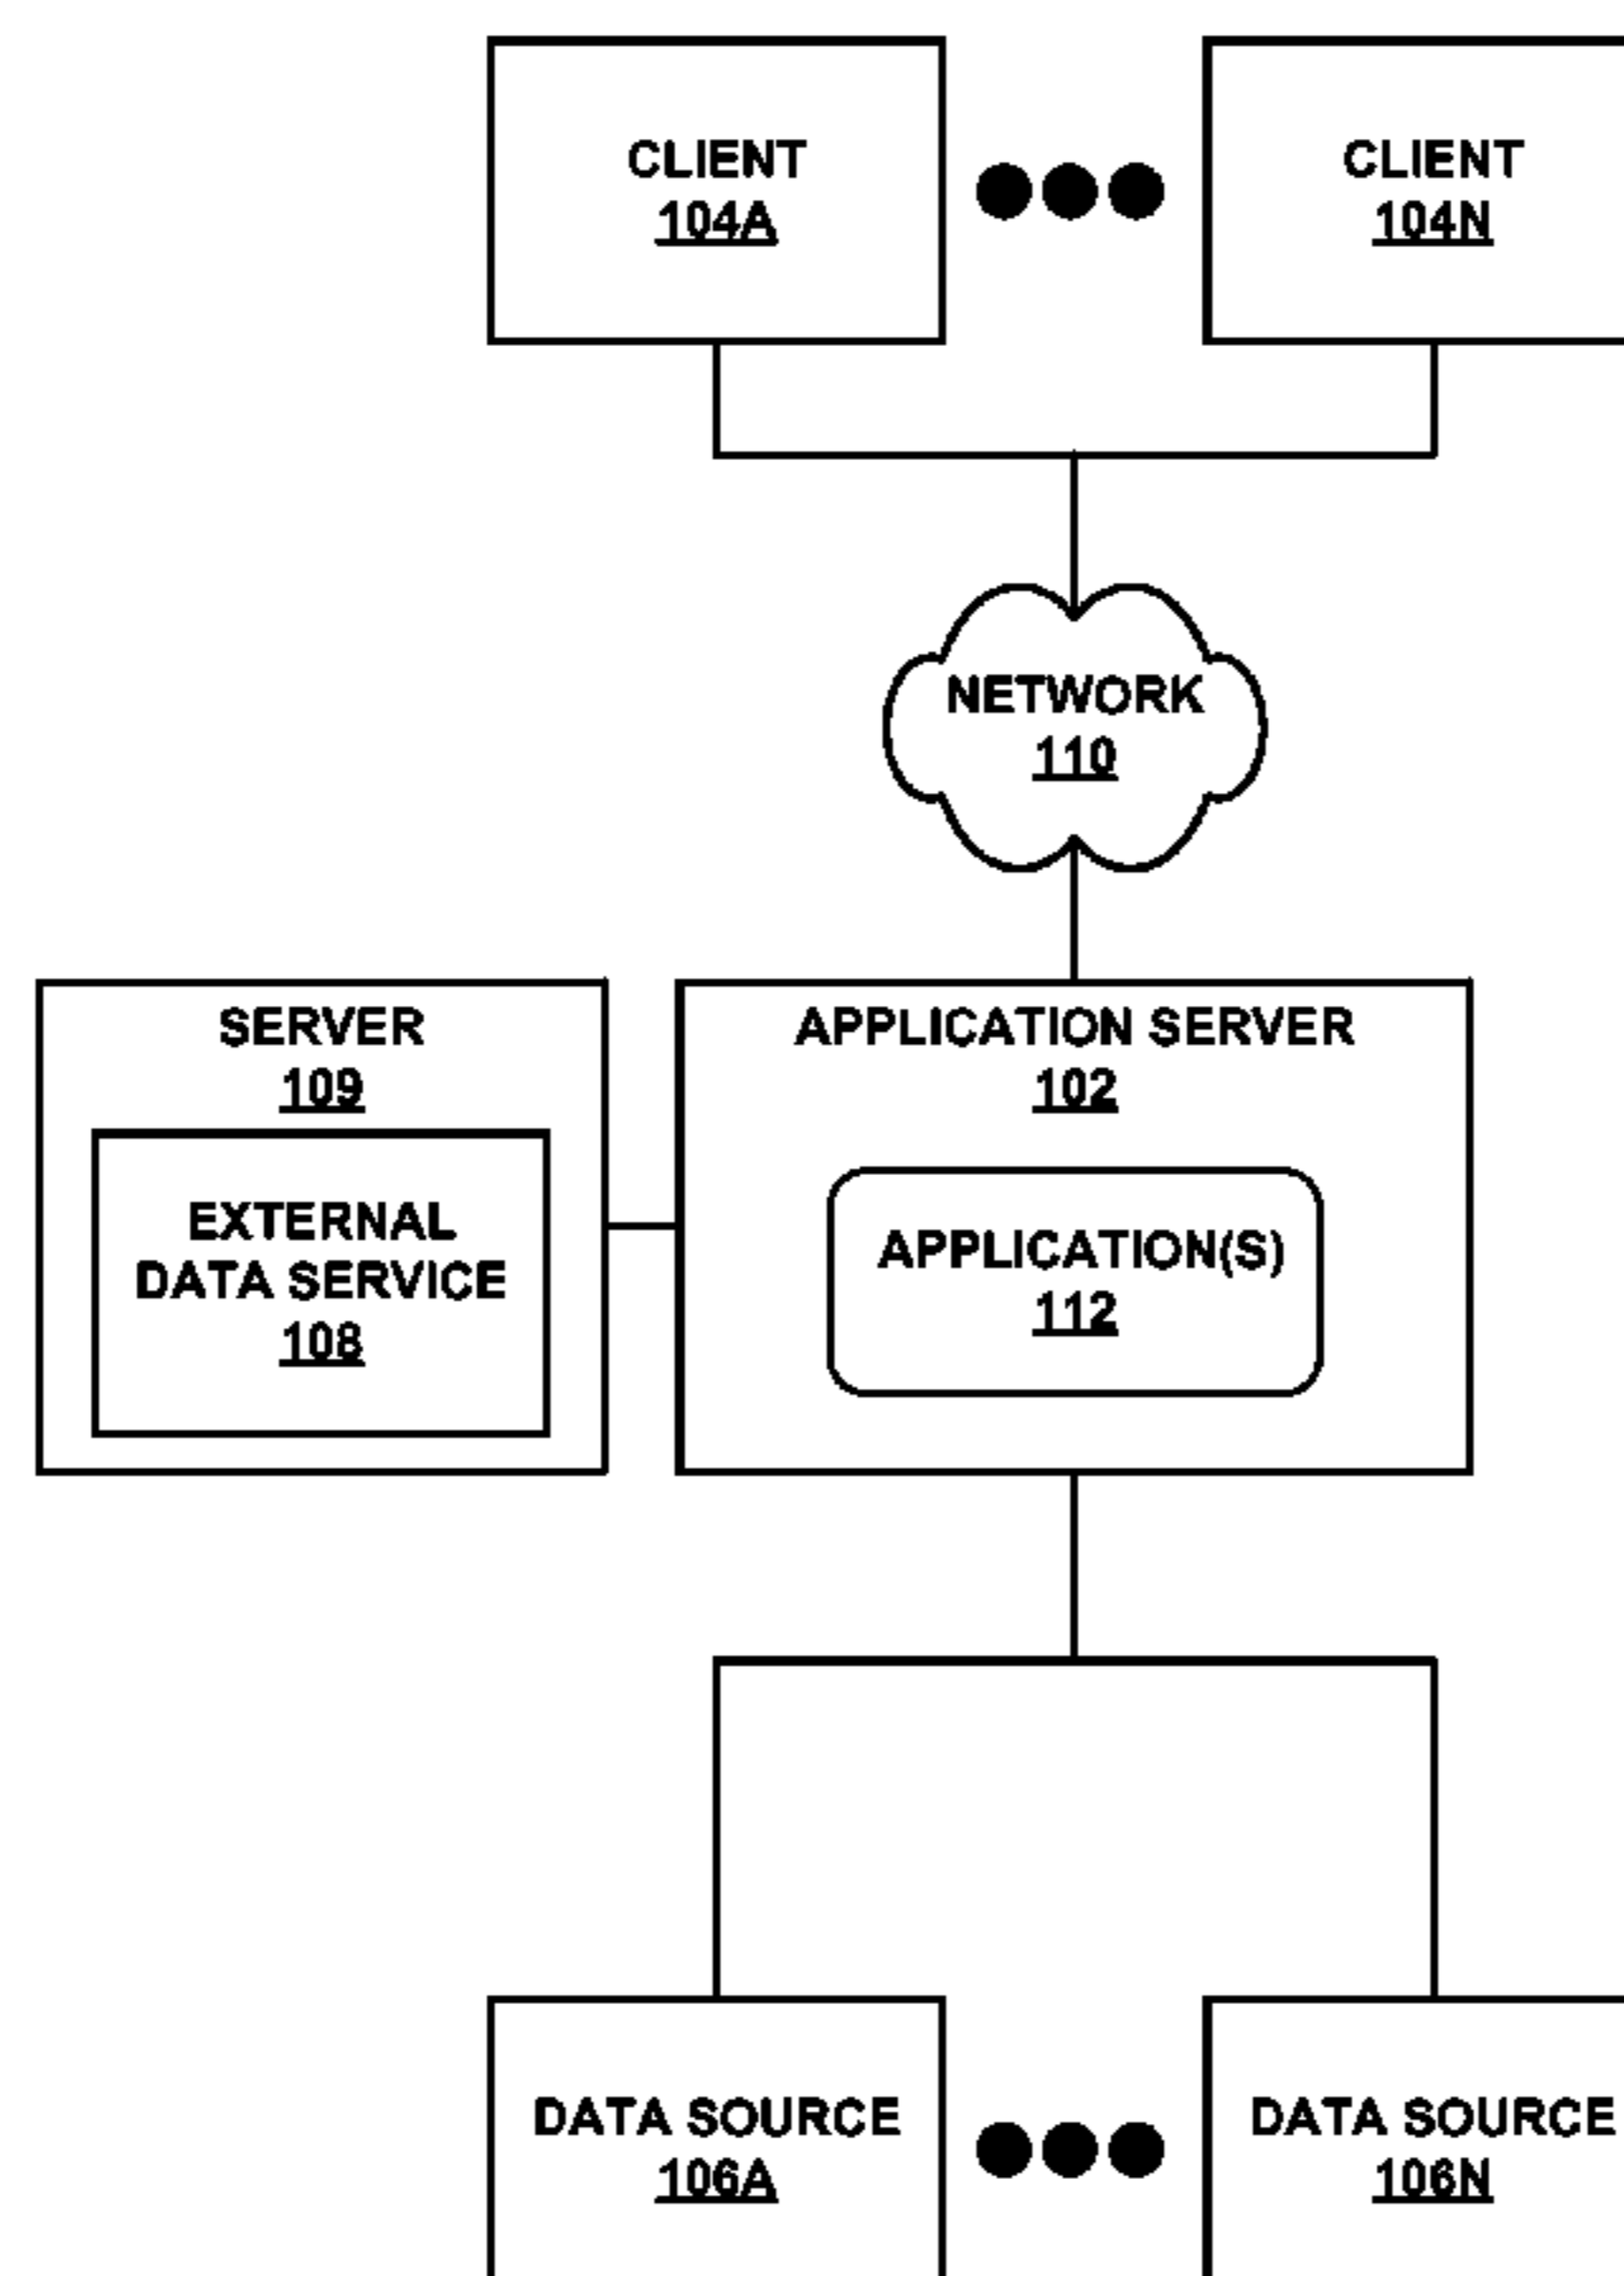 CLIENT
104A
CLIENT
104N
NETWORK
110
SERVER
109
EXTERNAL
DATA SERVICE
108
APPLICATION SERVER
102
APPLICATION(S)
112
DATA SOURCE
106A
DATA SOURCE
106N